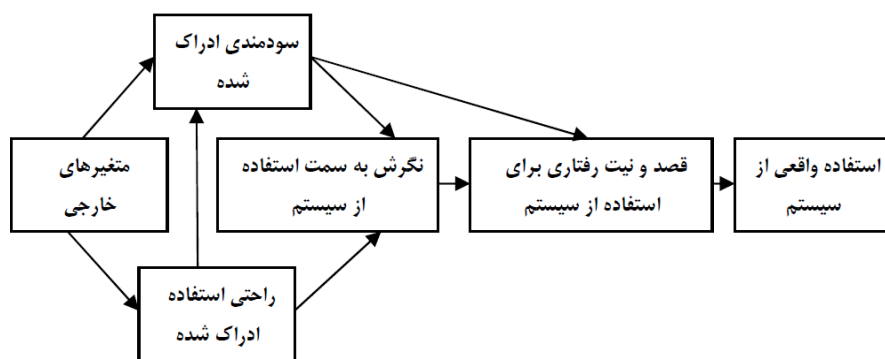 سودمندی ادراک
شده
متغیرهای
خارجی
نگرش به سمت استفاده
از سیستم
قصد و نیت رفتاری برای
استفاده از سیستم
استفاده واقعی از
سیستم
راحتی استفاده
ادراک شده